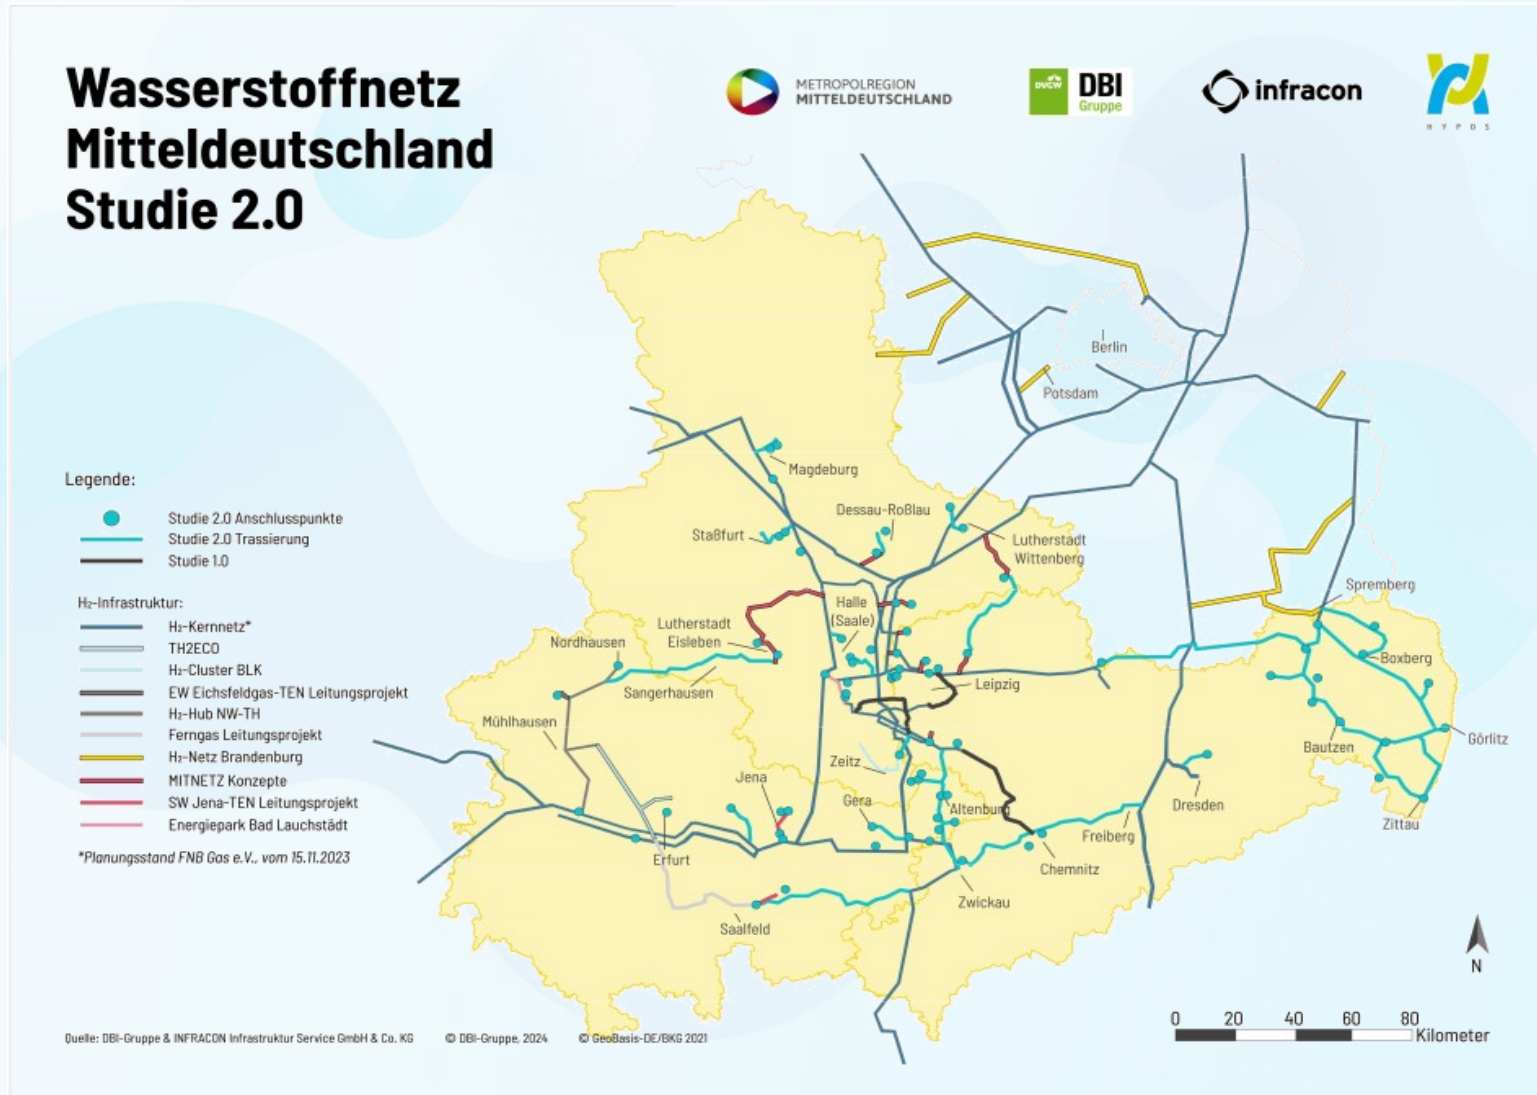 Wasserstoffnetz
Mitteldeutschland
Studie 2.0
METROPOLREGION
MITTELDEUTSCHLAND
DVGW
DBI
Gruppe
infracon
HYPOS
Berlin
Potsdam
Magdeburg
Dessau-Roßlau
Staßfurt
Lutherstadt
Wittenberg
Spremberg
Halle
(Saale)
Lutherstadt
Eisleben
Nordhausen
Boxberg
Sangerhausen
Leipzig
Mühlhausen
Görlitz
Bautzen
Zeitz
Jena
Gera
Altenburg
Dresden
Zittau
Freiberg
Erfurt
Chemnitz
Zwickau
Saalfeld
Legende:
Studie 2.0 Anschlusspunkte
Studie 2.0 Trassierung
Studie 1.0
H₂-Infrastruktur:
H₂-Kernnetz*
TH2ECO
H₂-Cluster BLK
EW Eichsfeldgas-TEN Leitungsprojekt
H₂-Hub NW-TH
Ferngas Leitungsprojekt
H₂-Netz Brandenburg
MITNETZ Konzepte
SW Jena-TEN Leitungsprojekt
Energiepark Bad Lauchstädt
*Planungsstand FNB Gas e.V., vom 15.11.2023
N
0 20 40 60 80
Kilometer
Quelle: DBI-Gruppe & INFRACON Infrastruktur Service GmbH & Co. KG © DBI-Gruppe, 2024 © GeoBasis-DE/BKG 2021